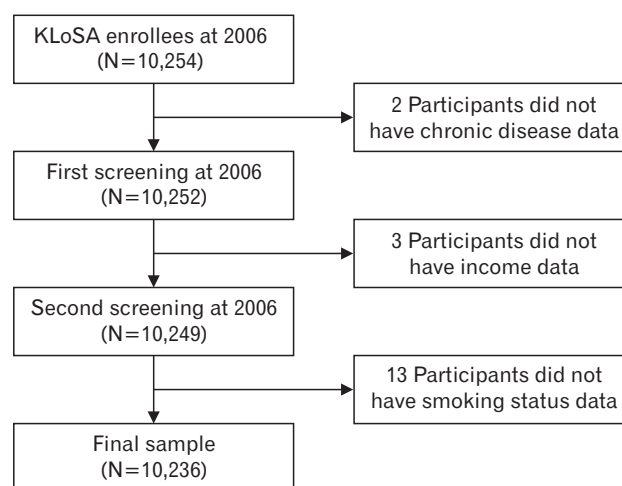 KLoSA enrollees at 2006
(N=10,254)
2 Participants did not
have chronic disease data
First screening at 2006
(N=10,252)
3 Participants did not
have income data
Second screening at 2006
(N=10,249)
13 Participants did not
have smoking status data
Final sample
(N=10,236)